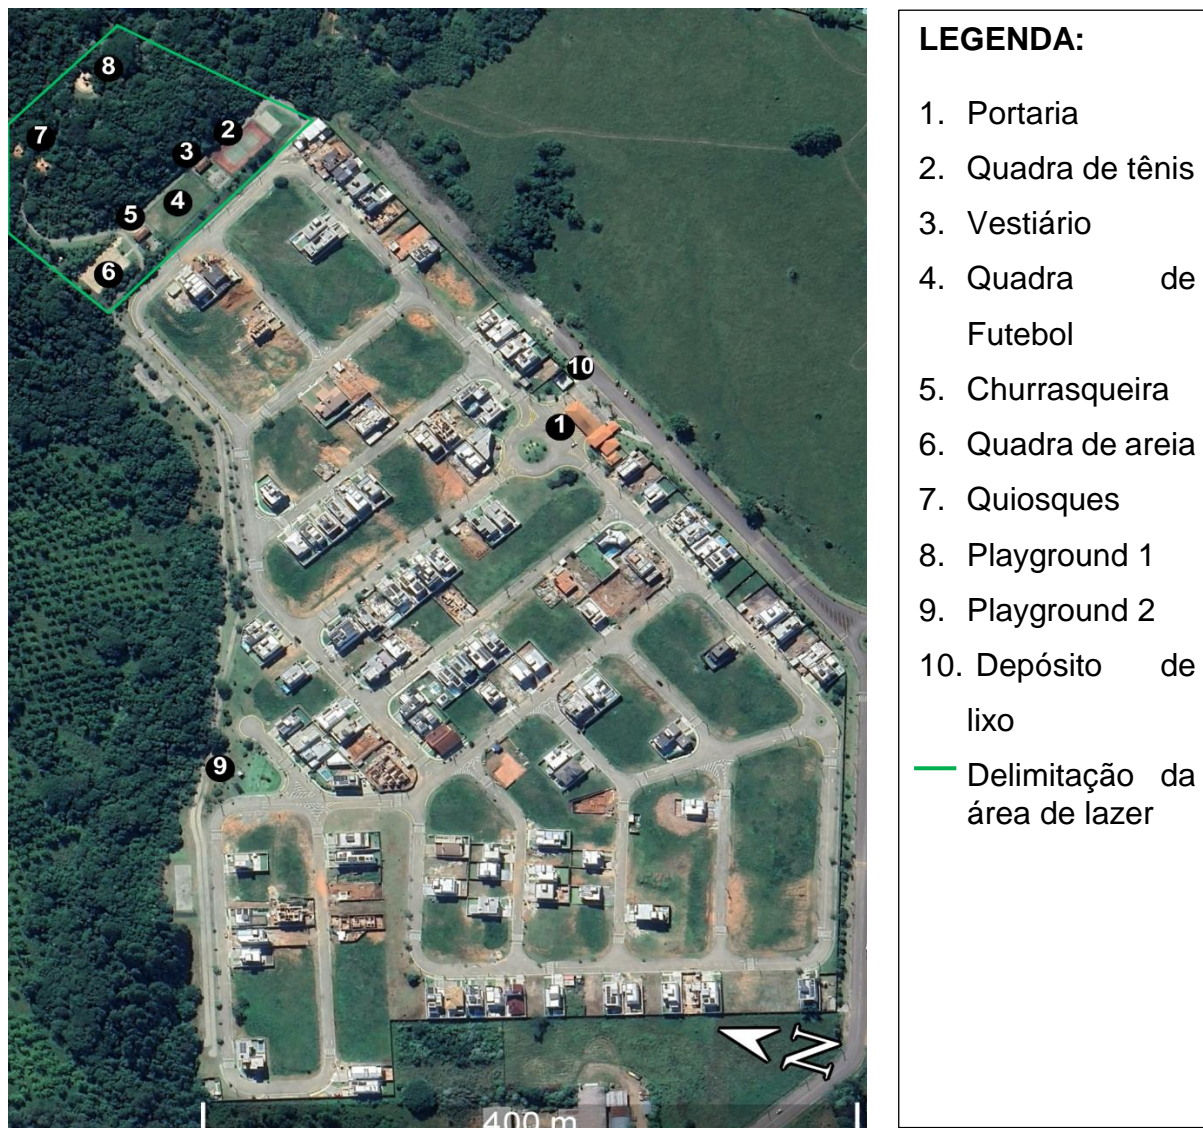 LEGENDA:
1. Portaria
2. Quadra de tênis
3. Vestiário
4. Quadra de
Futebol
5. Churrasqueira
6. Quadra de areia
7. Quiosques
8. Playground 1
9. Playground 2
10. Depósito de
lixo
Delimitação da
área de lazer
8
7
2
3
4
5
6
10
1
9
N
400 m